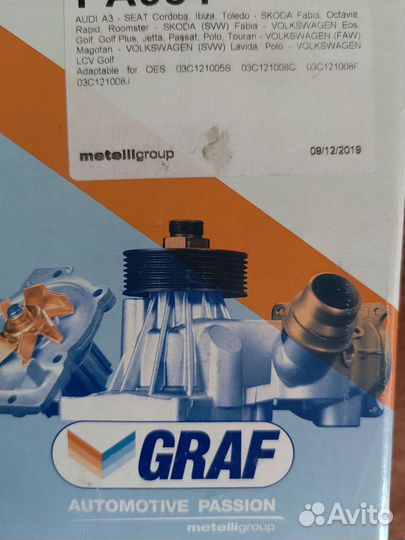 AUDI A3 - SEAT Cordoba, Ibiza, Toledo - SKODA Fabia, Octavia,
Rapid, Roomster - SKODA (SVW) Fabia - VOLKSWAGEN Eos,
Golf, Golf Plus, Jetta, Passat, Polo, Touran - VOLKSWAGEN (FAW)
Magotan - VOLKSWAGEN (SVW) Lavida, Polo - VOLKSWAGEN
LCV Golf
Adaptable for OES 03C121005S 03C121008C 03C121008F
03C121008J
metelligroup 09/12/2019
GRAF
AUTOMOTIVE PASSION
metelligroup
Avito